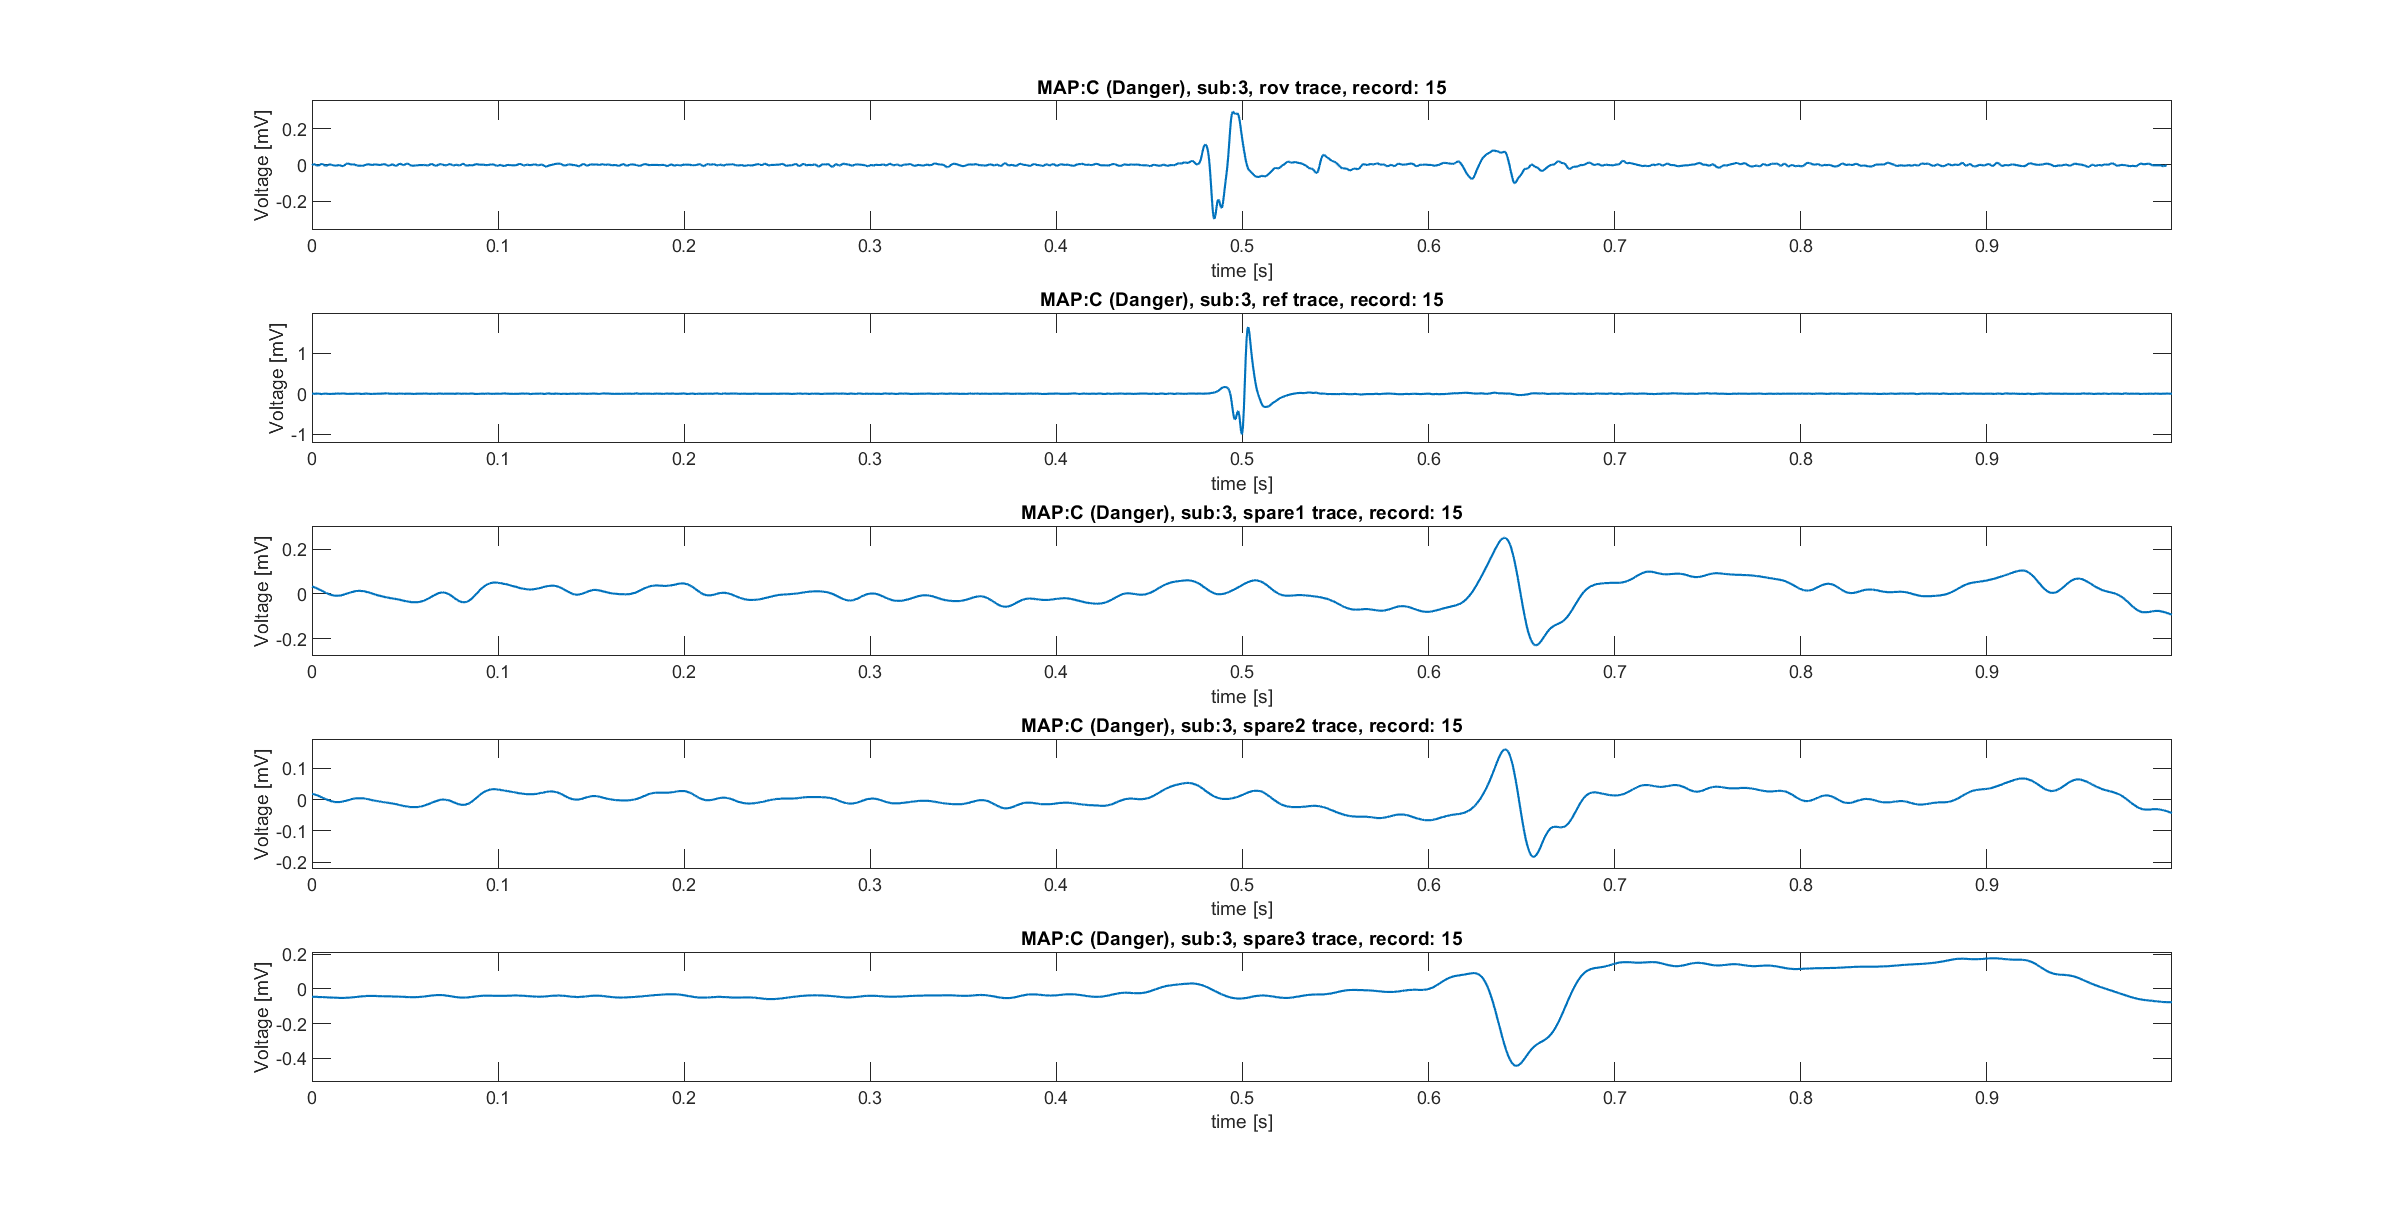 MAP:C (Danger), sub:3, rov trace, record: 15
Voltage [mV]
0.2
0
-0.2
0 0.1 0.2 0.3 0.4 0.5 0.6 0.7 0.8 0.9
time [s]
MAP:C (Danger), sub:3, ref trace, record: 15
Voltage [mV]
1
0
-1
0 0.1 0.2 0.3 0.4 0.5 0.6 0.7 0.8 0.9
time [s]
MAP:C (Danger), sub:3, spare1 trace, record: 15
Voltage [mV]
0.2
0
-0.2
0 0.1 0.2 0.3 0.4 0.5 0.6 0.7 0.8 0.9
time [s]
MAP:C (Danger), sub:3, spare2 trace, record: 15
Voltage [mV]
0.1
0
-0.1
-0.2
0 0.1 0.2 0.3 0.4 0.5 0.6 0.7 0.8 0.9
time [s]
MAP:C (Danger), sub:3, spare3 trace, record: 15
Voltage [mV]
0.2
0
-0.2
-0.4
0 0.1 0.2 0.3 0.4 0.5 0.6 0.7 0.8 0.9
time [s]